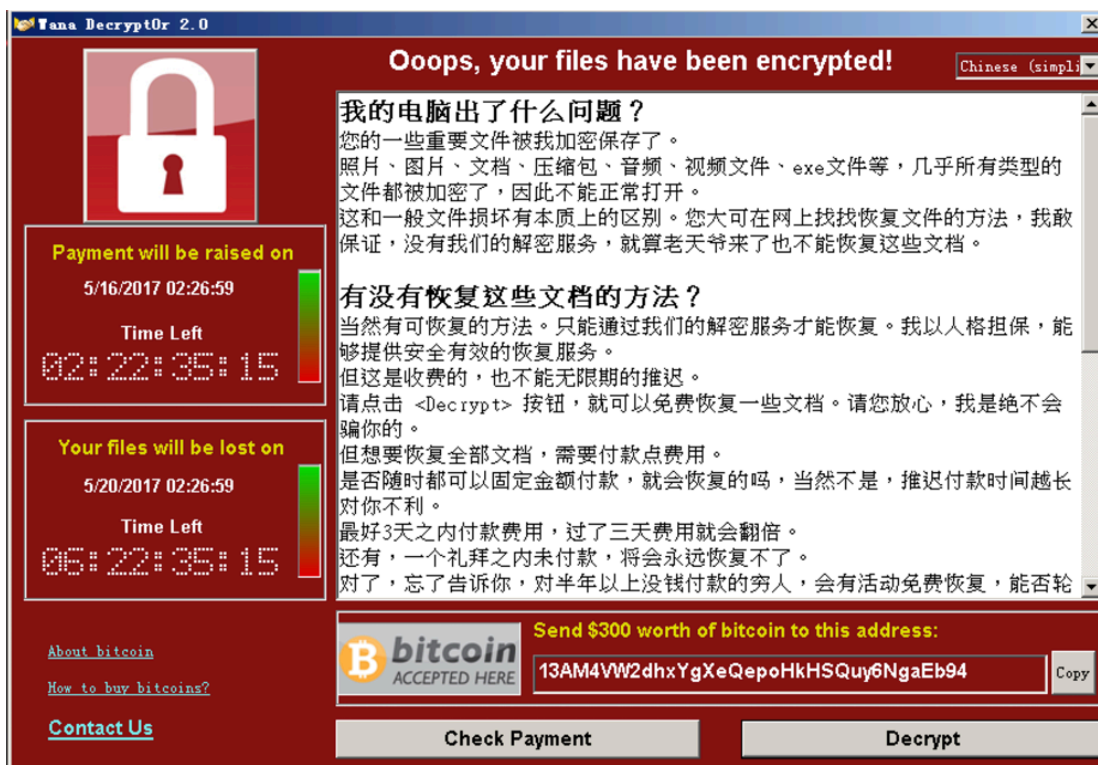 Wana Decrypt0r 2.0
Ooops, your files have been encrypted!
Chinese (simpli
我的电脑出了什么问题？
您的一些重要文件被我加密保存了。
照片、图片、文档、压缩包、音频、视频文件、exe文件等，几乎所有类型的
文件都被加密了，因此不能正常打开。
这和一般文件损坏有本质上的区别。您大可在网上找找恢复文件的方法，我敢
保证，没有我们的解密服务，就算老天爷来了也不能恢复这些文档。
有没有恢复这些文档的方法？
当然有可恢复的方法。只能通过我们的解密服务才能恢复。我以人格担保，能
够提供安全有效的恢复服务。
但这是收费的，也不能无限期的推迟。
请点击 <Decrypt> 按钮，就可以免费恢复一些文档。请您放心，我是绝不会
骗你的。
但想要恢复全部文档，需要付款点费用。
是否随时都可以固定金额付款，就会恢复的吗，当然不是，推迟付款时间越长
对你不利。
最好3天之内付款费用，过了三天费用就会翻倍。
还有，一个礼拜之内未付款，将会永远恢复不了。
对了，忘了告诉你，对半年以上没钱付款的穷人，会有活动免费恢复，能否轮
Payment will be raised on
5/16/2017 02:26:59
Time Left
02:22:35:15
Your files will be lost on
5/20/2017 02:26:59
Time Left
06:22:35:15
About bitcoin
How to buy bitcoins?
Contact Us
bitcoin
ACCEPTED HERE
Send $300 worth of bitcoin to this address:
13AM4VW2dhxYgXeQepoHkHSQuy6NgaEb94
Copy
Check Payment
Decrypt